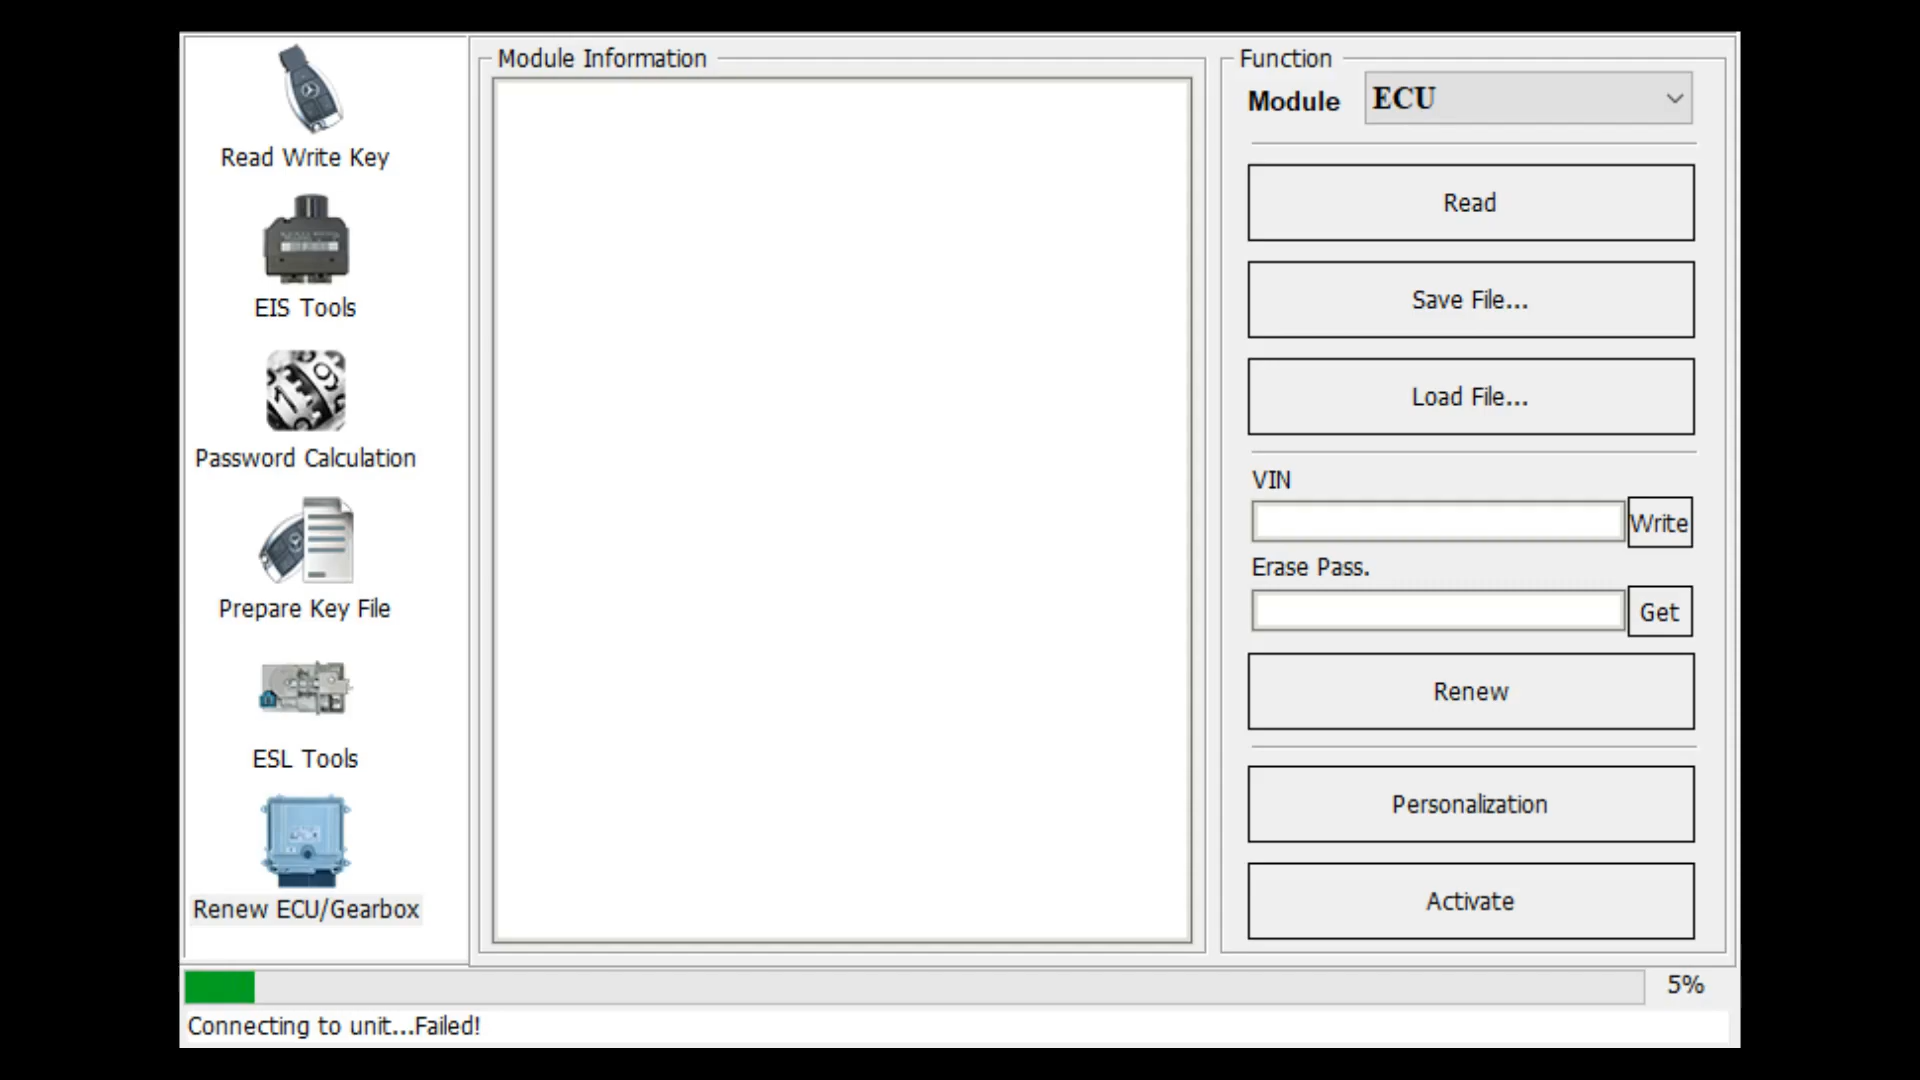 Read Write Key
EIS Tools
Password Calculation
Prepare Key File
ESL Tools
Renew ECU/Gearbox
Module Information
Function
Module ECU
Read
Save File...
Load File...
VIN
Write
Erase Pass.
Get
Renew
Personalization
Activate
5%
Connecting to unit...Failed!